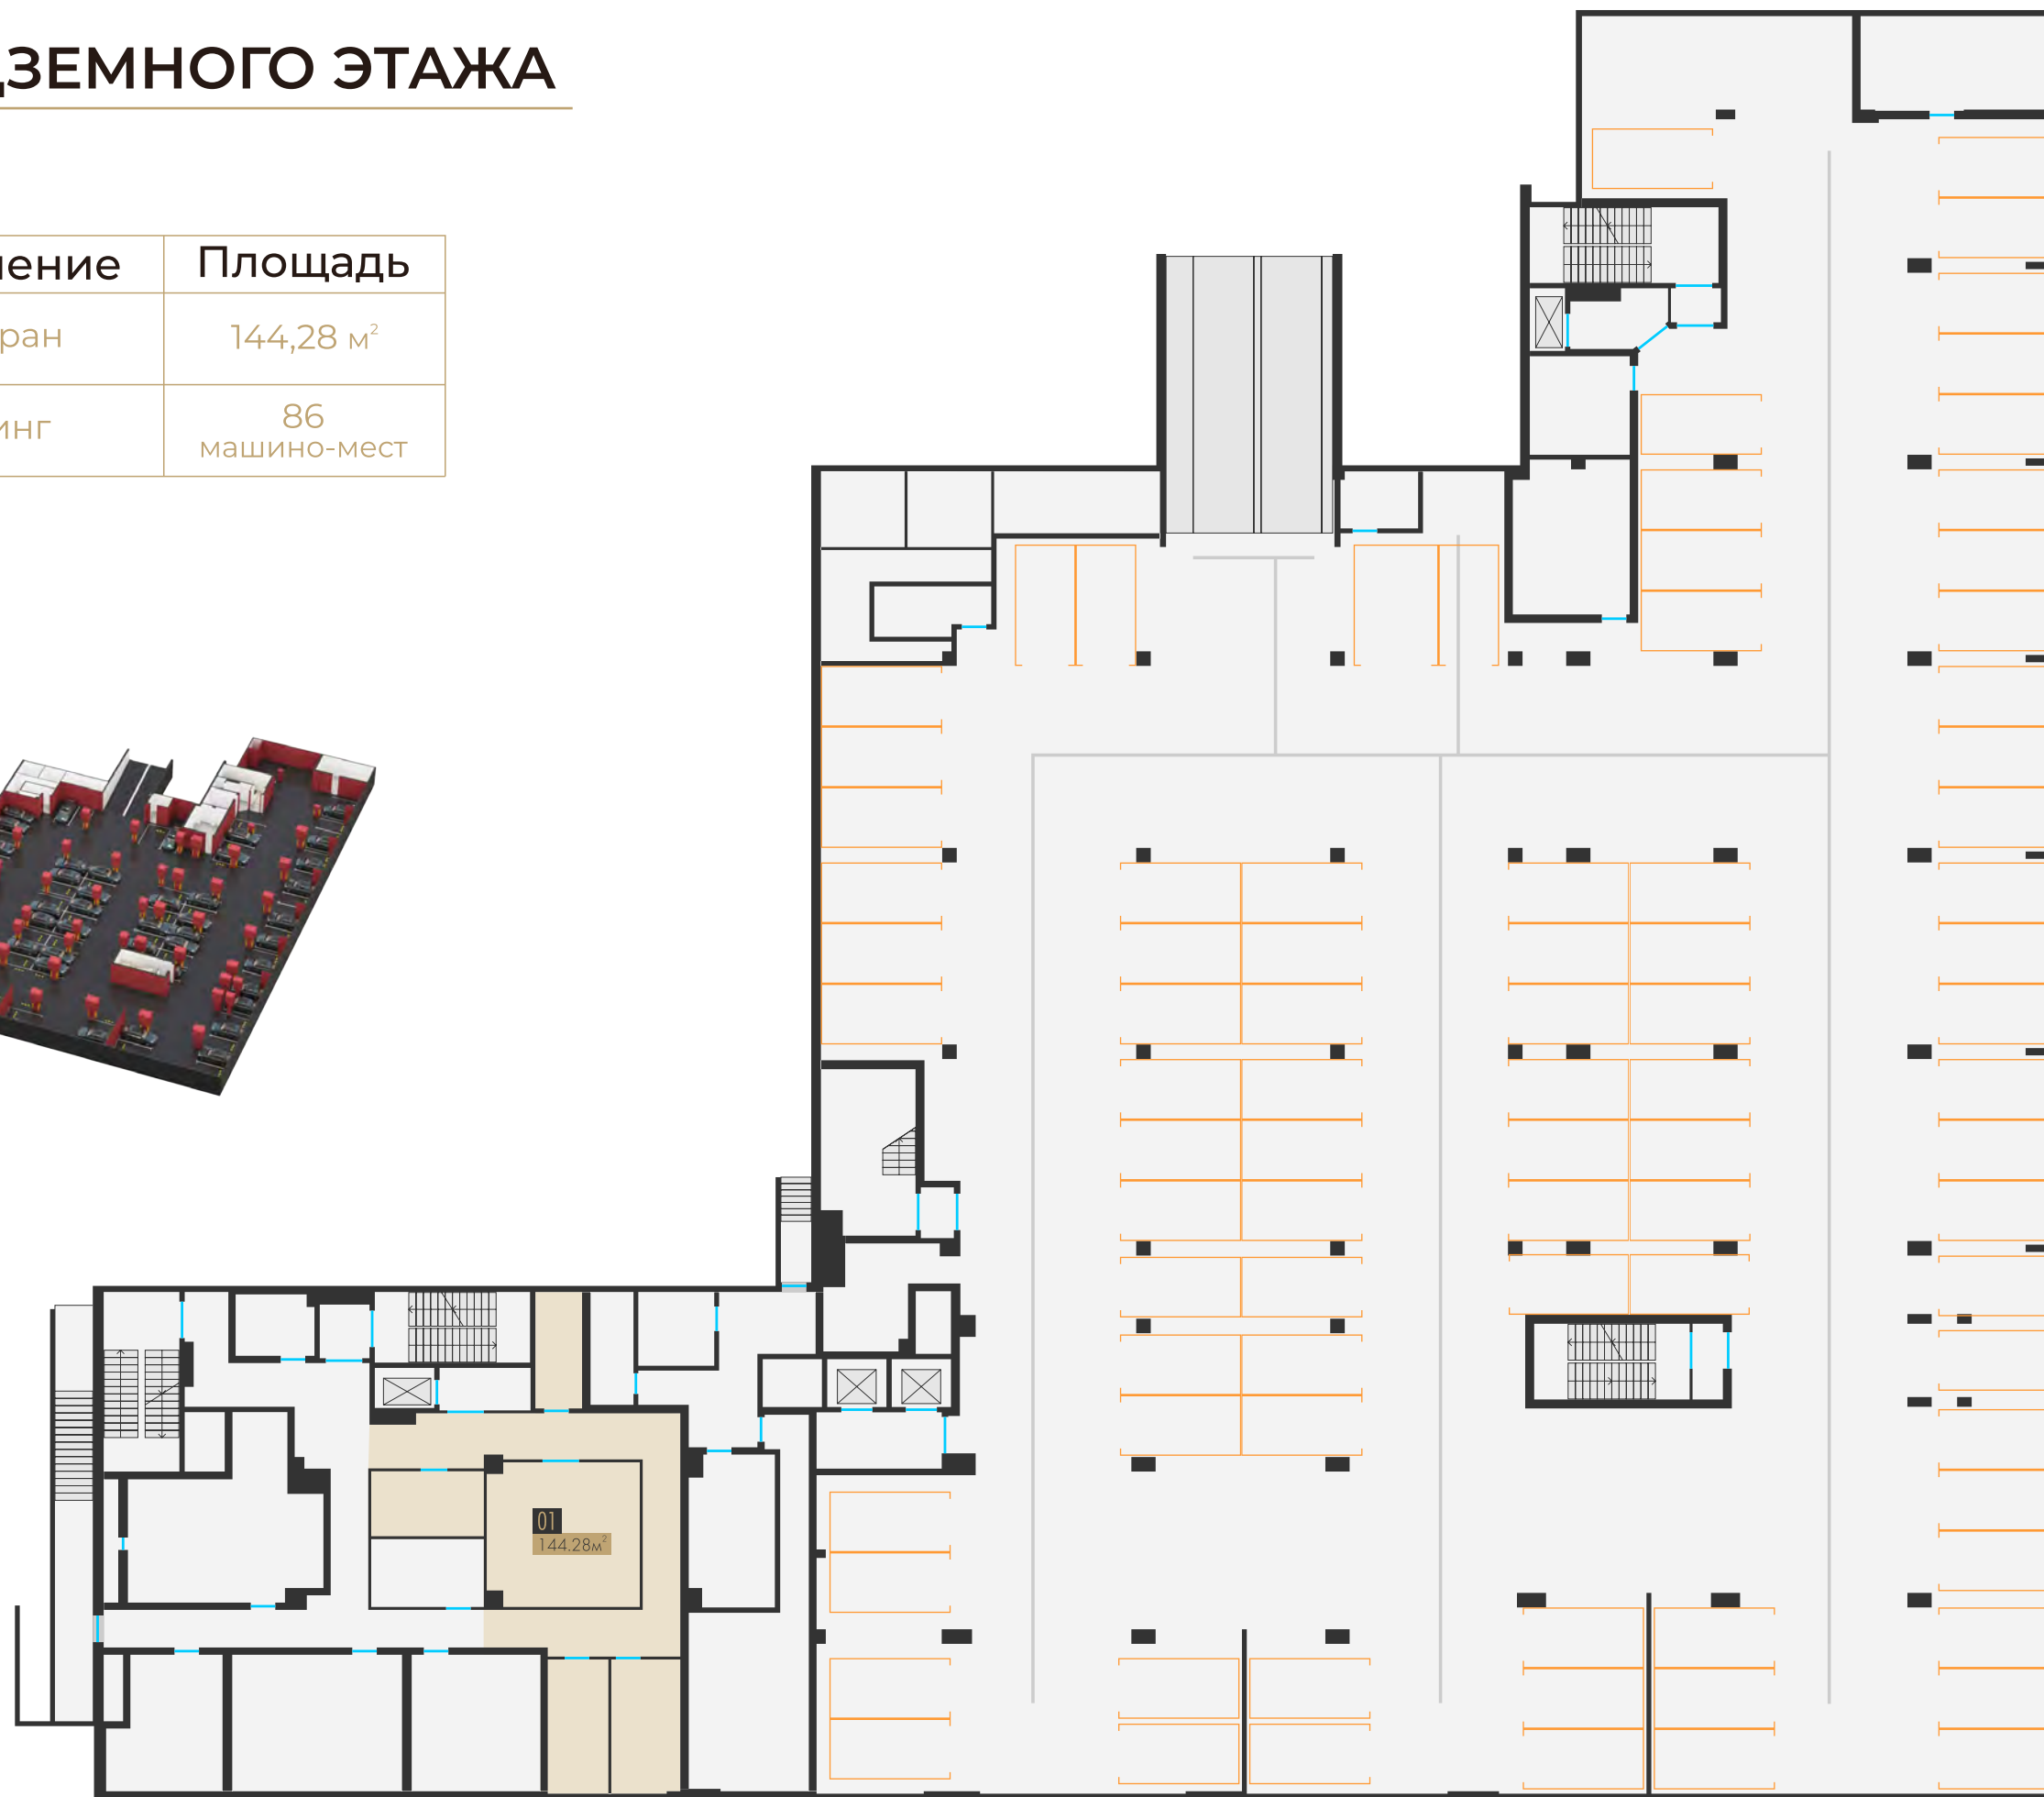 ДЗЕМНОГО ЭТАЖА
ение Площадь
ран 144,28 м²
инг 86
машино-мест
01
144.28м²